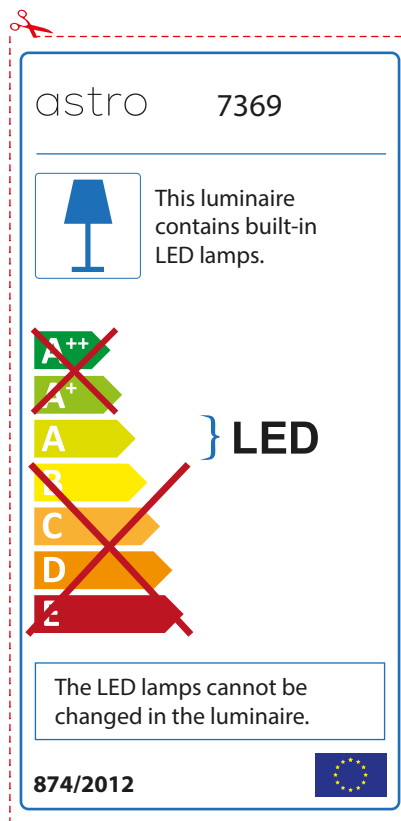 astro 7369
This luminaire
contains built-in
LED lamps.
A++
A+
A
} LED
B
C
D
E
The LED lamps cannot be
changed in the luminaire.
874/2012